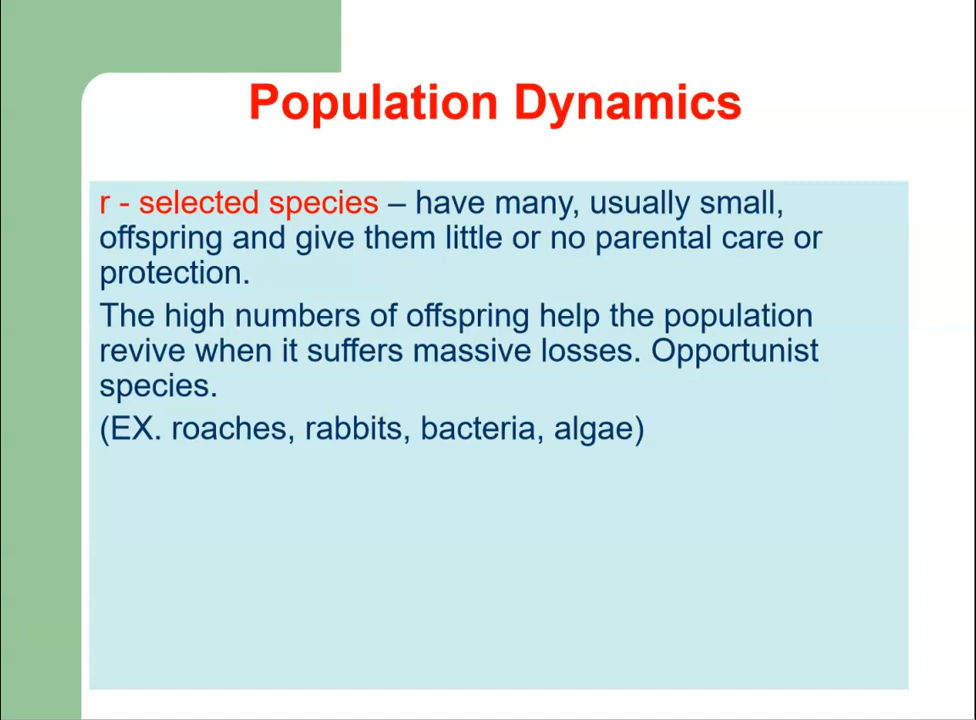 Population Dynamics
r - selected species – have many, usually small,
offspring and give them little or no parental care or
protection.
The high numbers of offspring help the population
revive when it suffers massive losses. Opportunist
species.
(EX. roaches, rabbits, bacteria, algae)